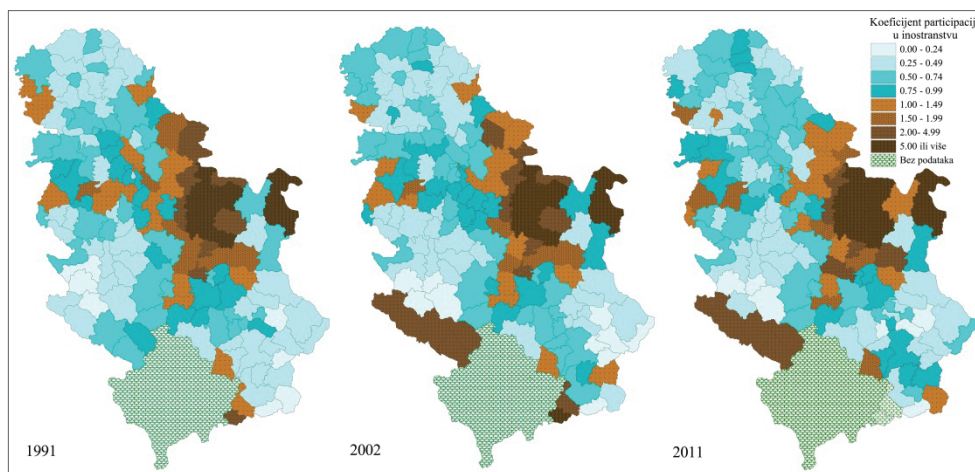 Koeficijent participacij
u inostranstvu
0.00 - 0.24
0.25 - 0.49
0.50 - 0.74
0.75 - 0.99
1.00 - 1.49
1.50 - 1.99
2.00- 4.99
5.00 ili više
Bez podataka
1991
2002
2011